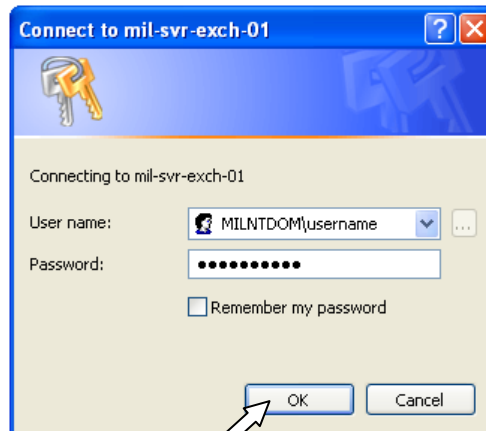 Connect to mil-svr-exch-01
Connecting to mil-svr-exch-01
User name: MILNTDOM\username ...
Password: ●●●●●●●●●●
Remember my password
OK Cancel